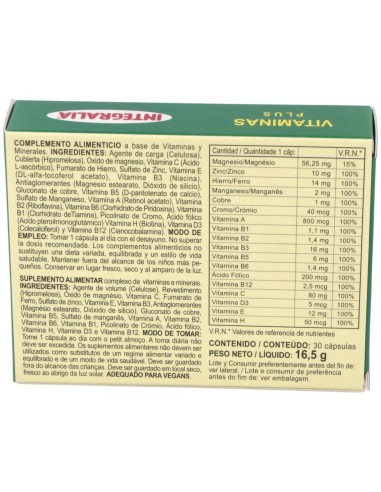 VITAMINAS
PLUS
INTEGRALIA
COMPLEMENTO ALIMENTICIO a base de Vitaminas y
Minerales. INGREDIENTES: Agente de carga (Celulosa),
Cubierta (Hipromelosa), Oxido de magnesio, Vitamina C (Ácido
L-ascórbico), Fumarato de Hierro, Sulfato de Zinc, Vitamina E
(DL-alfa-tocoferol acetato), Vitamina B3 (Niacina),
Antiaglomerantes (Magnesio estearato, Dióxido de silicio),
Gluconato de cobre, Vitamina B5 (D-pantotenato de calcio),
Sulfato de Manganeso, Vitamina A (Retinol acetato), Vitamina
B2 (Riboflavina), Vitamina B6 (Clorhidrato de Piridoxina), Vitamina
B1 (Clorhidrato de Tiamina), Picolinato de Cromo, Ácido fólico
(Ácido pteroilmonoglutámico), Vitamina H (Biotina), Vitamina D3
(Colecalciferol) y Vitamina B12 (Cianocobalamina). MODO DE
EMPLEO: Tomar 1 cápsula al día con el desayuno. No superar
la dosis recomendada. Los complementos alimenticios no deben
sustituir una dieta variada, equilibrada y un estilo de vida
saludable. Mantener fuera del alcance de los niños más pe-
queños. Conservar en lugar fresco, seco y al amparo de la luz.
SUPLEMENTO ALIMENTAR complexo de vitaminas e minerais.
INGREDIENTES: Agente de volume (Celulose), Revestimento
(Hipromelose), Óxido de magnésio, Vitamina C, Fumarato de
Ferro, Sulfato de zinco, Vitamina E, Vitamina B3, Antiaglomerantes
(Magnésio estearato, Dióxido de silício), Gluconato de cobre,
Vitamina B5, Sulfato de manganês, Vitamina A, Vitamina B2,
Vitamina B6, Vitamina B1, Picolinato de Crómio, Ácido fólico,
Vitamina H, Vitamina D3 e Vitamina B12. MODO DE TOMAR:
Tome 1 cápsula ao dia com o petit almoço. A toma diária não
deve ser excedida. Os suplementos alimentares não devem ser
utilizados como substitutos de um regime alimentar variado e
equilibrado e de um modo de vida saudável. Deve ser guardado fora
do alcance das crianças. Deve ser guardado em local seco,
fresco ao abrigo da luz solar. ADEQUADO PARA VEGANS.
Cantidad / Quantidade 1 cáp: V.R.N.*
Magnesio/Magnésio 56,25 mg 15%
Zinc/Zinco 10 mg 100%
Hierro/Ferro 14 mg 100%
Manganeso/Manganês 2 mg 100%
Cobre 1 mg 100%
Cromo/Crómio 40 mcg 100%
Vitamina A 800 mcg 100%
Vitamina B1 1,1 mg 100%
Vitamina B2 1,4 mg 100%
Vitamina B3 16 mg 100%
Vitamina B5 6 mg 100%
Vitamina B6 1,4 mg 100%
Ácido Fólico 200 mcg 100%
Vitamina B12 2,5 mcg 100%
Vitamina C 80 mg 100%
Vitamina D3 5 mcg 100%
Vitamina E 12 mg 100%
Vitamina H 50 mcg 100%
V.R.N.* Valores de referencia de nutrientes
CONTENIDO / CONTEÚDO: 30 cápsulas
PESO NETO / LÍQUIDO: 16,5 g
Lote y Consumir preferentemente antes del fin de:
ver lateral. / Lote e Consumir de preferência antes
do fim de: ver embalagem.